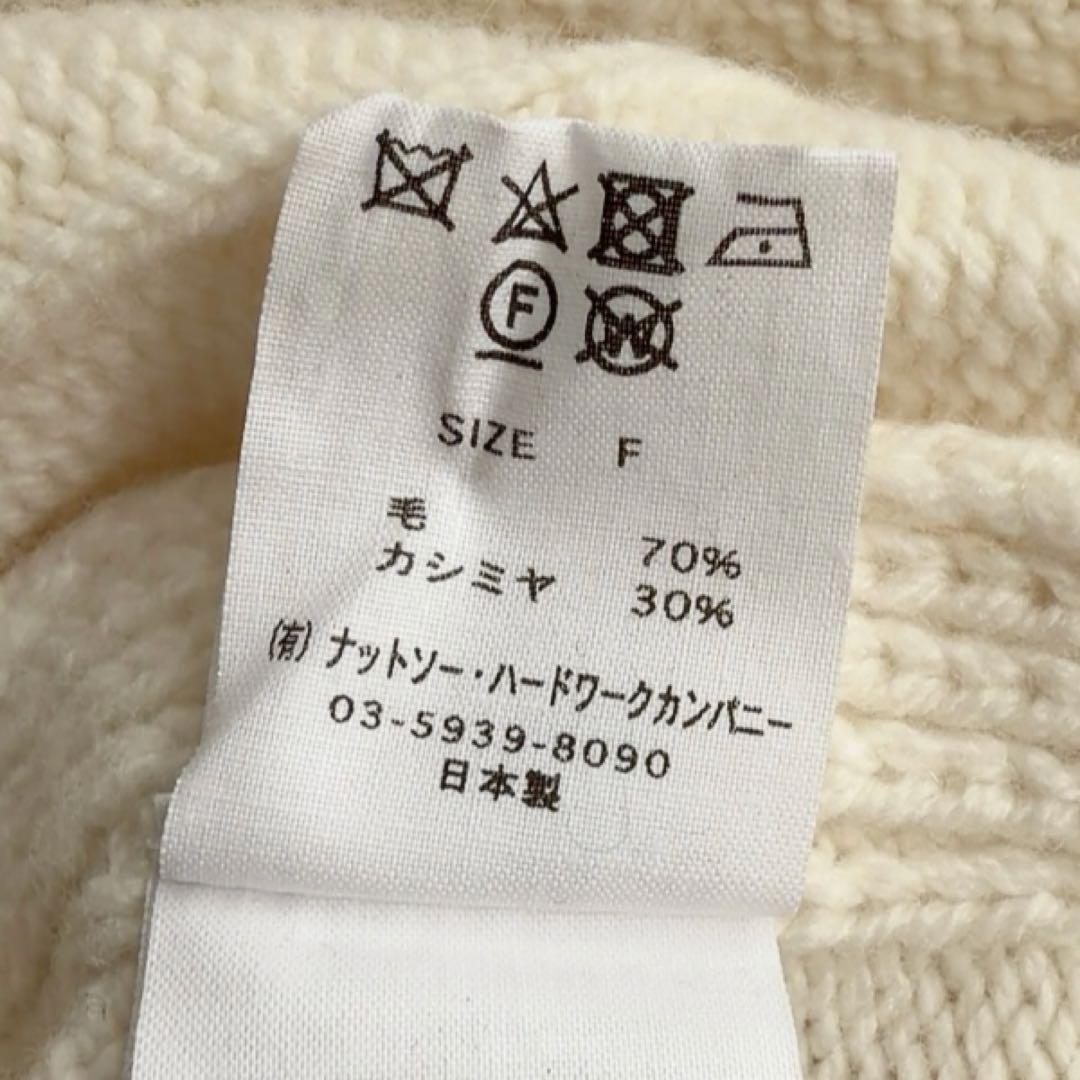 F W
SIZE F
毛 70%
カシミヤ 30%
(有) ナットソー・ハードワークカンパニー
03-5939-8090
日本製